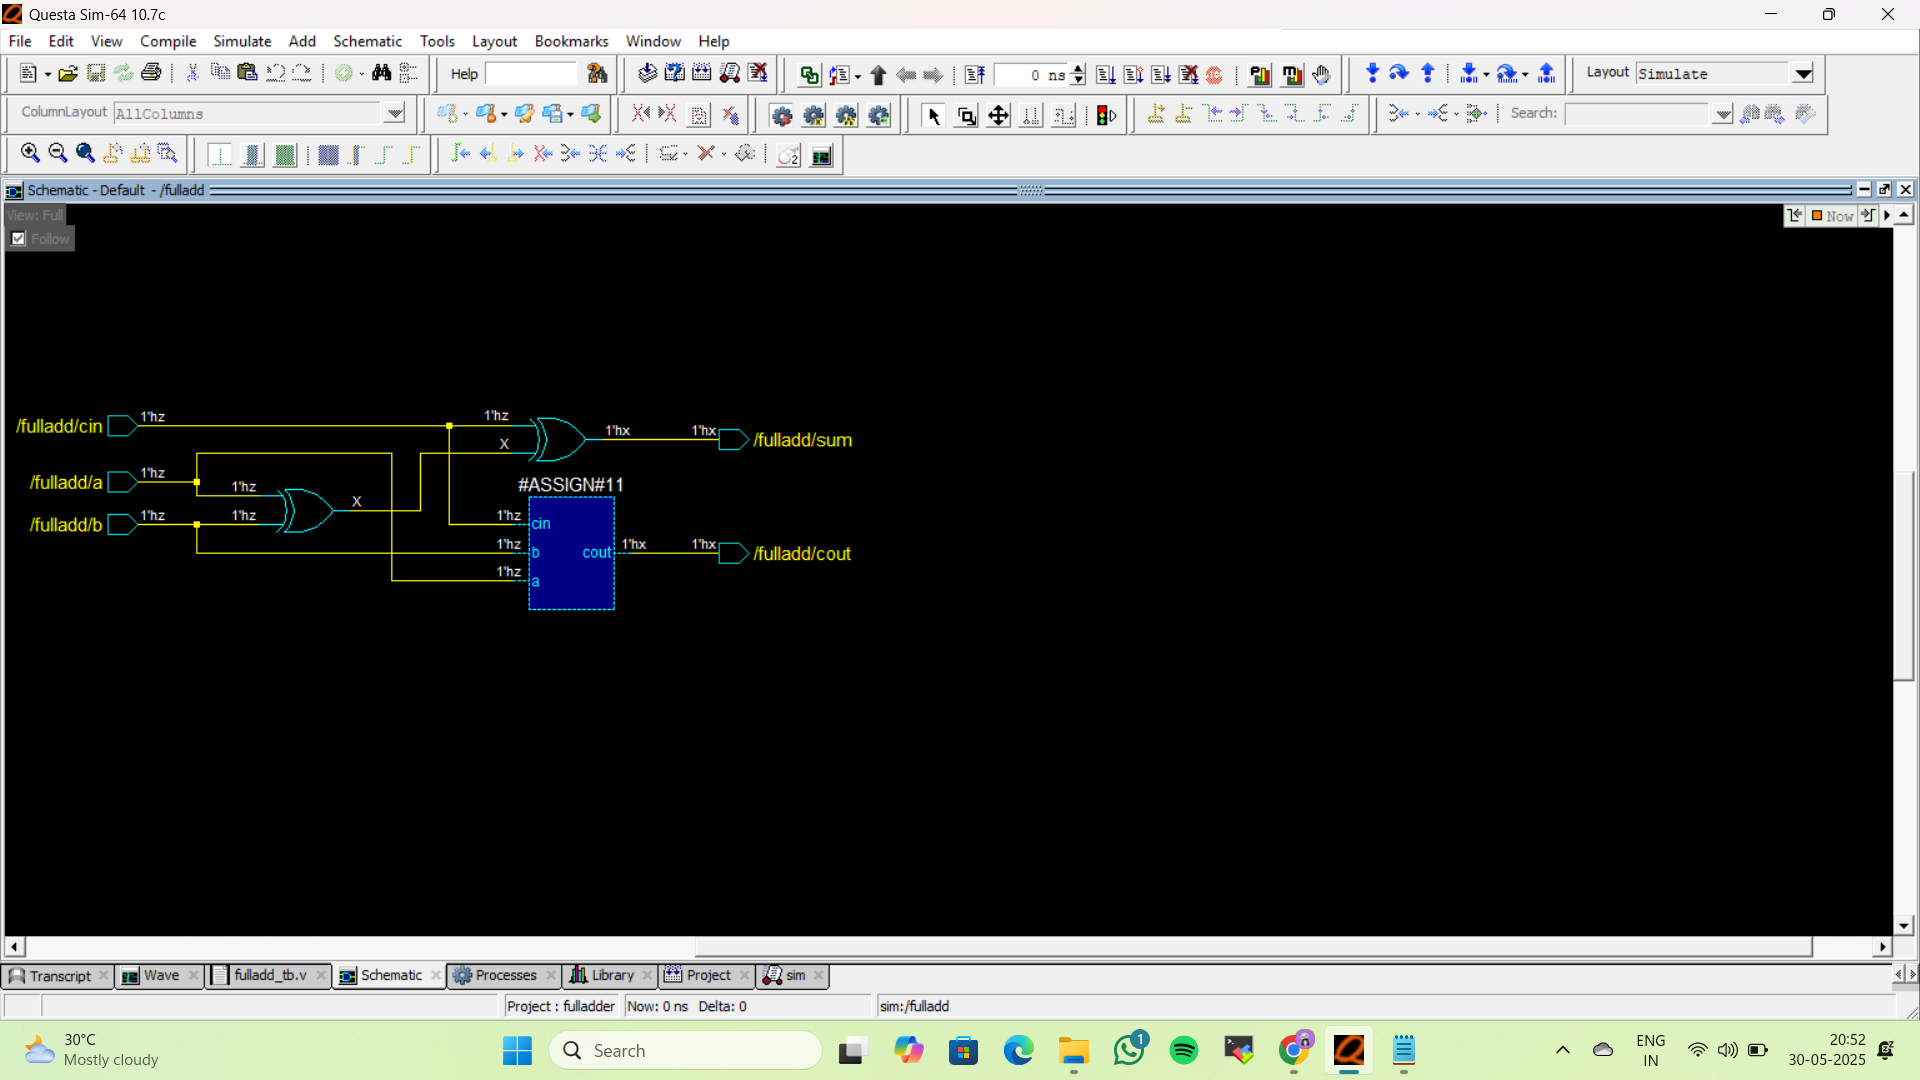 Questa Sim-64 10.7c
File Edit View Compile Simulate Add Schematic Tools Layout Bookmarks Window Help
Help 0 ns Layout Simulate
ColumnLayout AllColumns Search:
Schematic - Default - /fulladd
View: Full
Now
Follow
/fulladd/cin 1'hz 1'hz 1'hx 1'hx /fulladd/sum
X
/fulladd/a 1'hz 1'hz X #ASSIGN#11
/fulladd/b 1'hz 1'hz 1'hz cin
1'hz b cout 1'hx 1'hx /fulladd/cout
1'hz a
Transcript Wave fulladd_tb.v Schematic Processes Library Project sim
Project : fulladder Now: 0 ns Delta: 0 sim:/fulladd
30°C
Mostly cloudy
Search
1
ENG
IN
20:52
30-05-2025